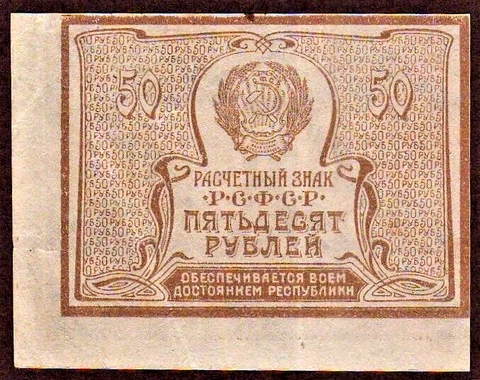 50 50
РАСЧЕТНЫЙ ЗНАК
·Р·С·Ф·С·Р·
ПЯТЬДЕСЯТ
РУБЛЕЙ
ОБЕСПЕЧИВАЕТСЯ ВСЕМ
ДОСТОЯНИЕМ РЕСПУБЛИКИ